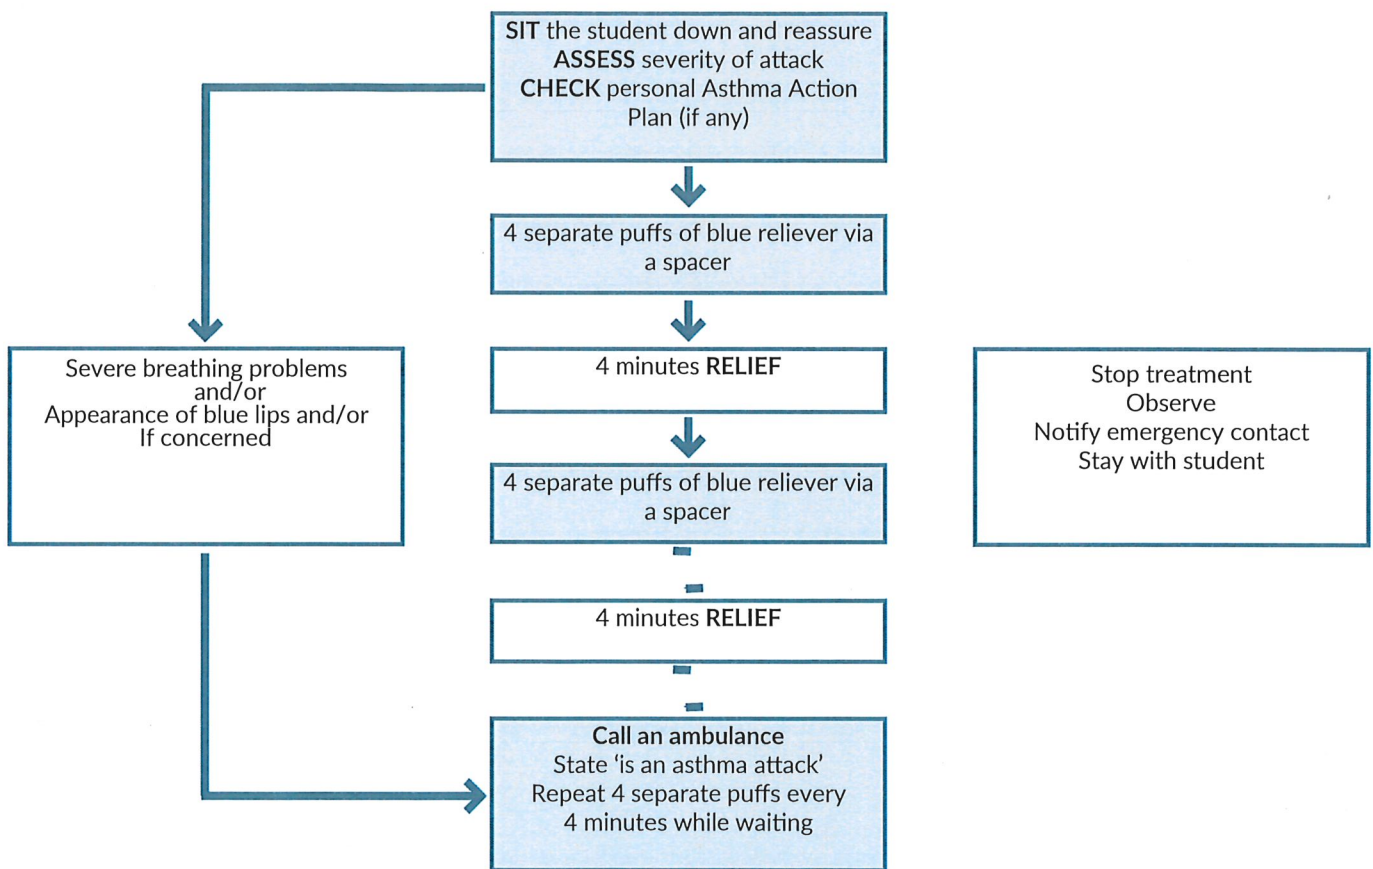 SIT the student down and reassure
ASSESS severity of attack
CHECK personal Asthma Action
Plan (if any)
4 separate puffs of blue reliever via
a spacer
Severe breathing problems
and/or
Appearance of blue lips and/or
If concerned
4 minutes RELIEF
Stop treatment
Observe
Notify emergency contact
Stay with student
4 separate puffs of blue reliever via
a spacer
4 minutes RELIEF
Call an ambulance
State ‘is an asthma attack’
Repeat 4 separate puffs every
4 minutes while waiting